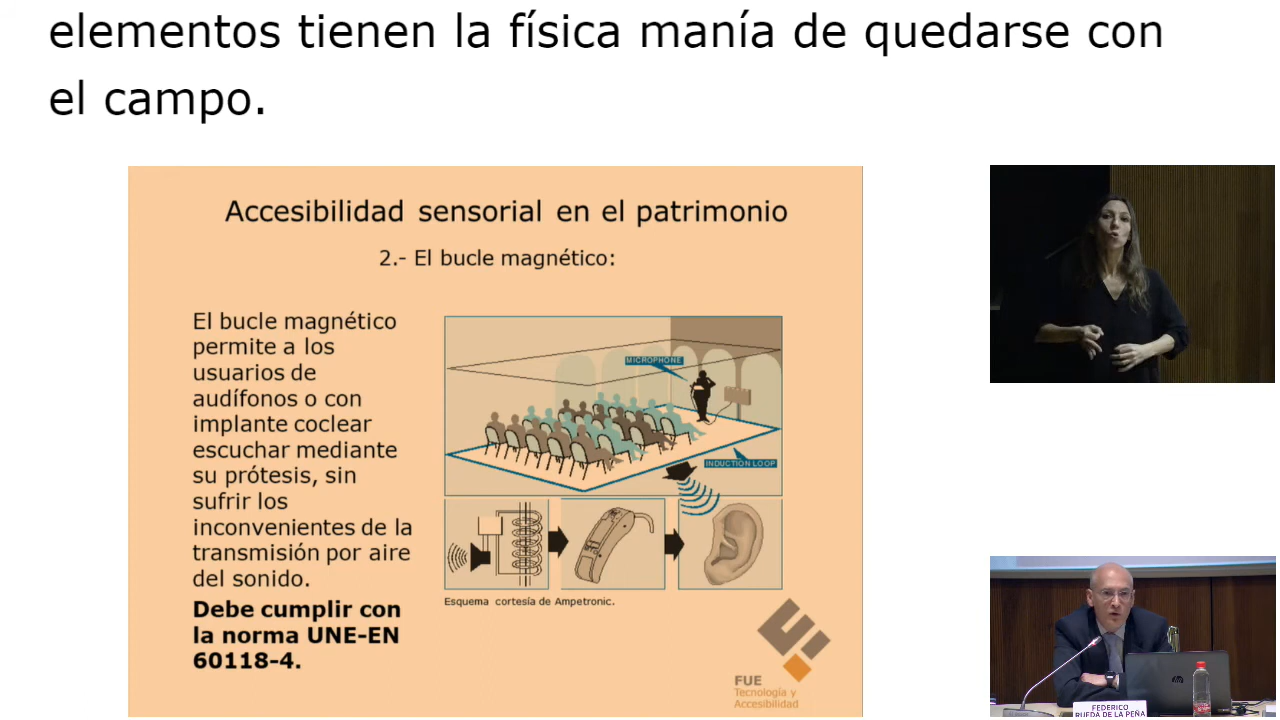 elementos tienen la física manía de quedarse con
el campo.
Accesibilidad sensorial en el patrimonio
2.- El bucle magnético:
El bucle magnético
permite a los
usuarios de
audífonos o con
implante coclear
escuchar mediante
su prótesis, sin
sufrir los
inconvenientes de la
transmisión por aire
del sonido.
Debe cumplir con
la norma UNE-EN
60118-4.
MICROPHONE
INDUCTION LOOP
Esquema cortesía de Ampetronic.
FUE
Tecnología y
Accesibilidad
FEDERICO
RUEDA DE LA PEÑA